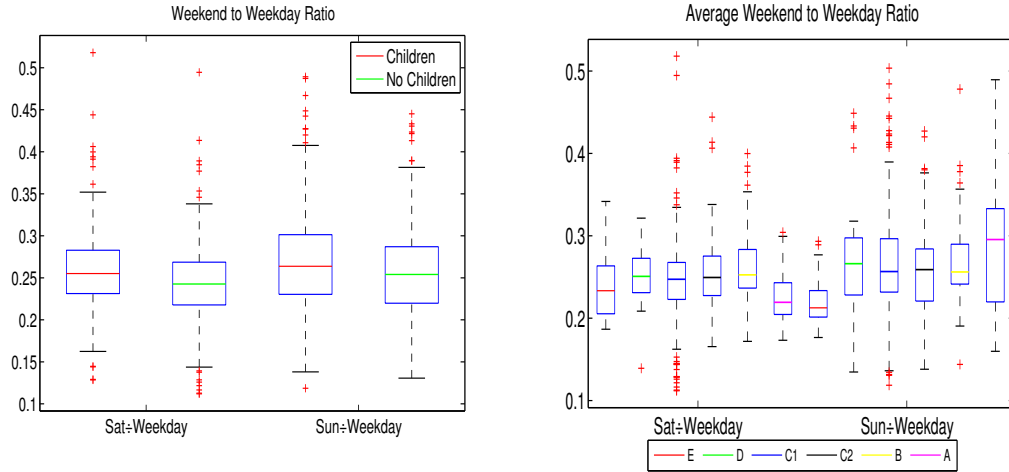 Weekend to Weekday Ratio
0.5
0.45
0.4
0.35
0.3
0.25
0.2
0.15
0.1
Children
No Children
Sat÷Weekday Sun÷Weekday
Average Weekend to Weekday Ratio
0.5
0.4
0.3
0.2
0.1
Sat÷Weekday Sun÷Weekday
E D C1 C2 B A